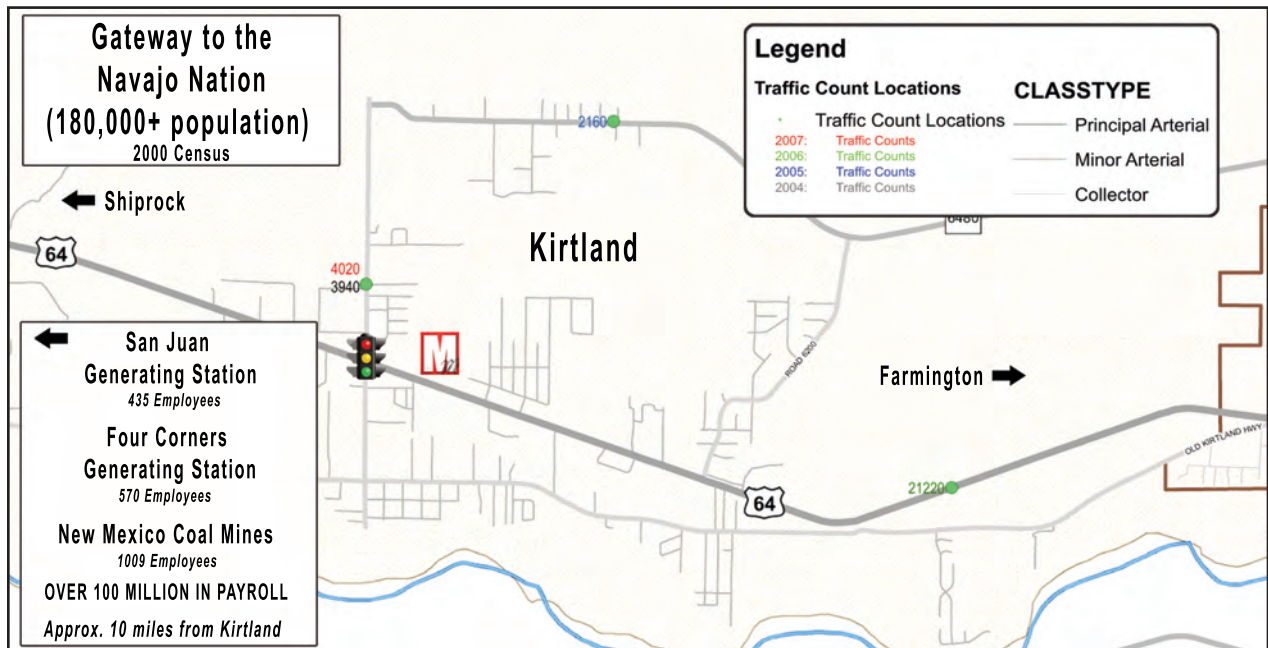 Gateway to the
Navajo Nation
(180,000+ population)
2000 Census
Shiprock
64
San Juan
Generating Station
435 Employees
Four Corners
Generating Station
570 Employees
New Mexico Coal Mines
1009 Employees
OVER 100 MILLION IN PAYROLL
Approx. 10 miles from Kirtland
2160
4020
3940
M
Kirtland
Legend
Traffic Count Locations
Traffic Count Locations
2007: Traffic Counts
2006: Traffic Counts
2005: Traffic Counts
2004: Traffic Counts
CLASSTYPE
Principal Arterial
Minor Arterial
Collector
6480
ROAD 6200
Farmington
OLD KIRTLAND HWY
21220
64